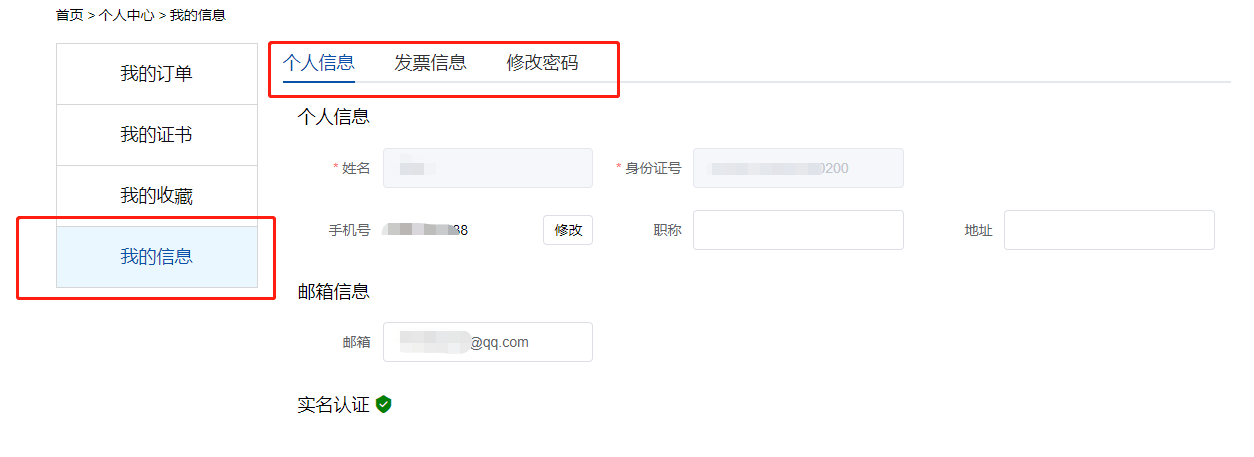 首页 > 个人中心 > 我的信息
我的订单
我的证书
我的收藏
我的信息
个人信息 发票信息 修改密码
个人信息
* 姓名 * 身份证号 0200
手机号 38 修改 职称 地址
邮箱信息
邮箱 @qq.com
实名认证